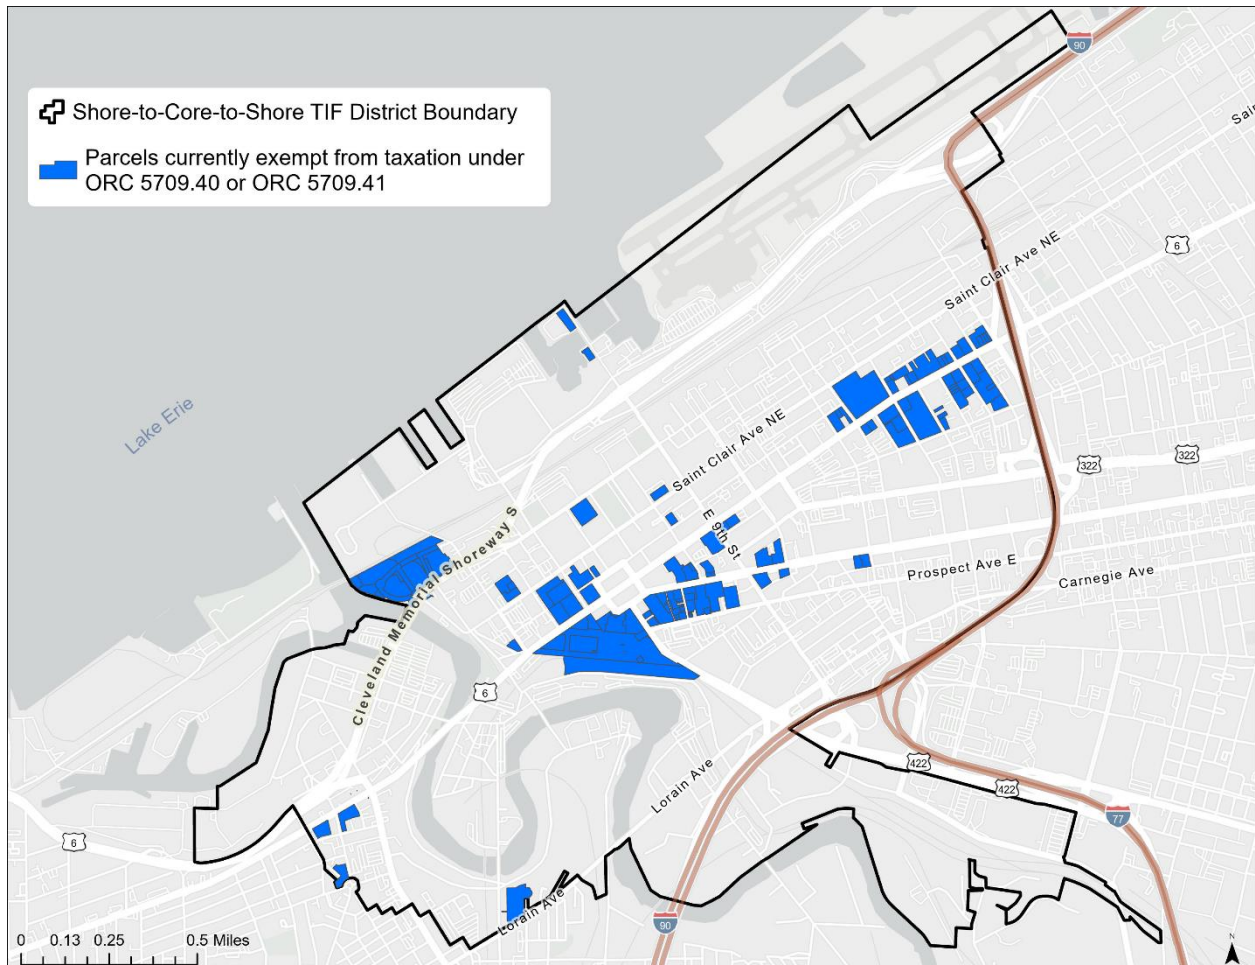 90
Shore-to-Core-to-Shore TIF District Boundary
Parcels currently exempt from taxation under
ORC 5709.40 or ORC 5709.41
Sain
Saint Clair Ave NE
6
Lake Erie
Saint Clair Ave NE
322
322
E 9th St
Cleveland Memorial Shoreway S
Prospect Ave E
Carnegie Ave
6
Lorain Ave
422
422
77
6
Lorain Ave
90
0 0.13 0.25 0.5 Miles
N